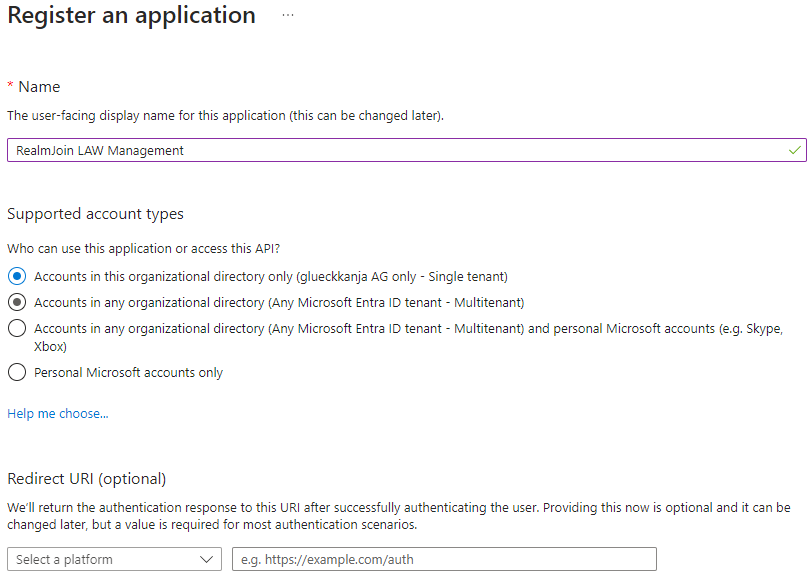 Register an application ...
* Name
The user-facing display name for this application (this can be changed later).
RealmJoin LAW Management
Supported account types
Who can use this application or access this API?
Accounts in this organizational directory only (glueckkanja AG only - Single tenant)
Accounts in any organizational directory (Any Microsoft Entra ID tenant - Multitenant)
Accounts in any organizational directory (Any Microsoft Entra ID tenant - Multitenant) and personal Microsoft accounts (e.g. Skype,
Xbox)
Personal Microsoft accounts only
Help me choose...
Redirect URI (optional)
We'll return the authentication response to this URI after successfully authenticating the user. Providing this now is optional and it can be
changed later, but a value is required for most authentication scenarios.
Select a platform
e.g. https://example.com/auth